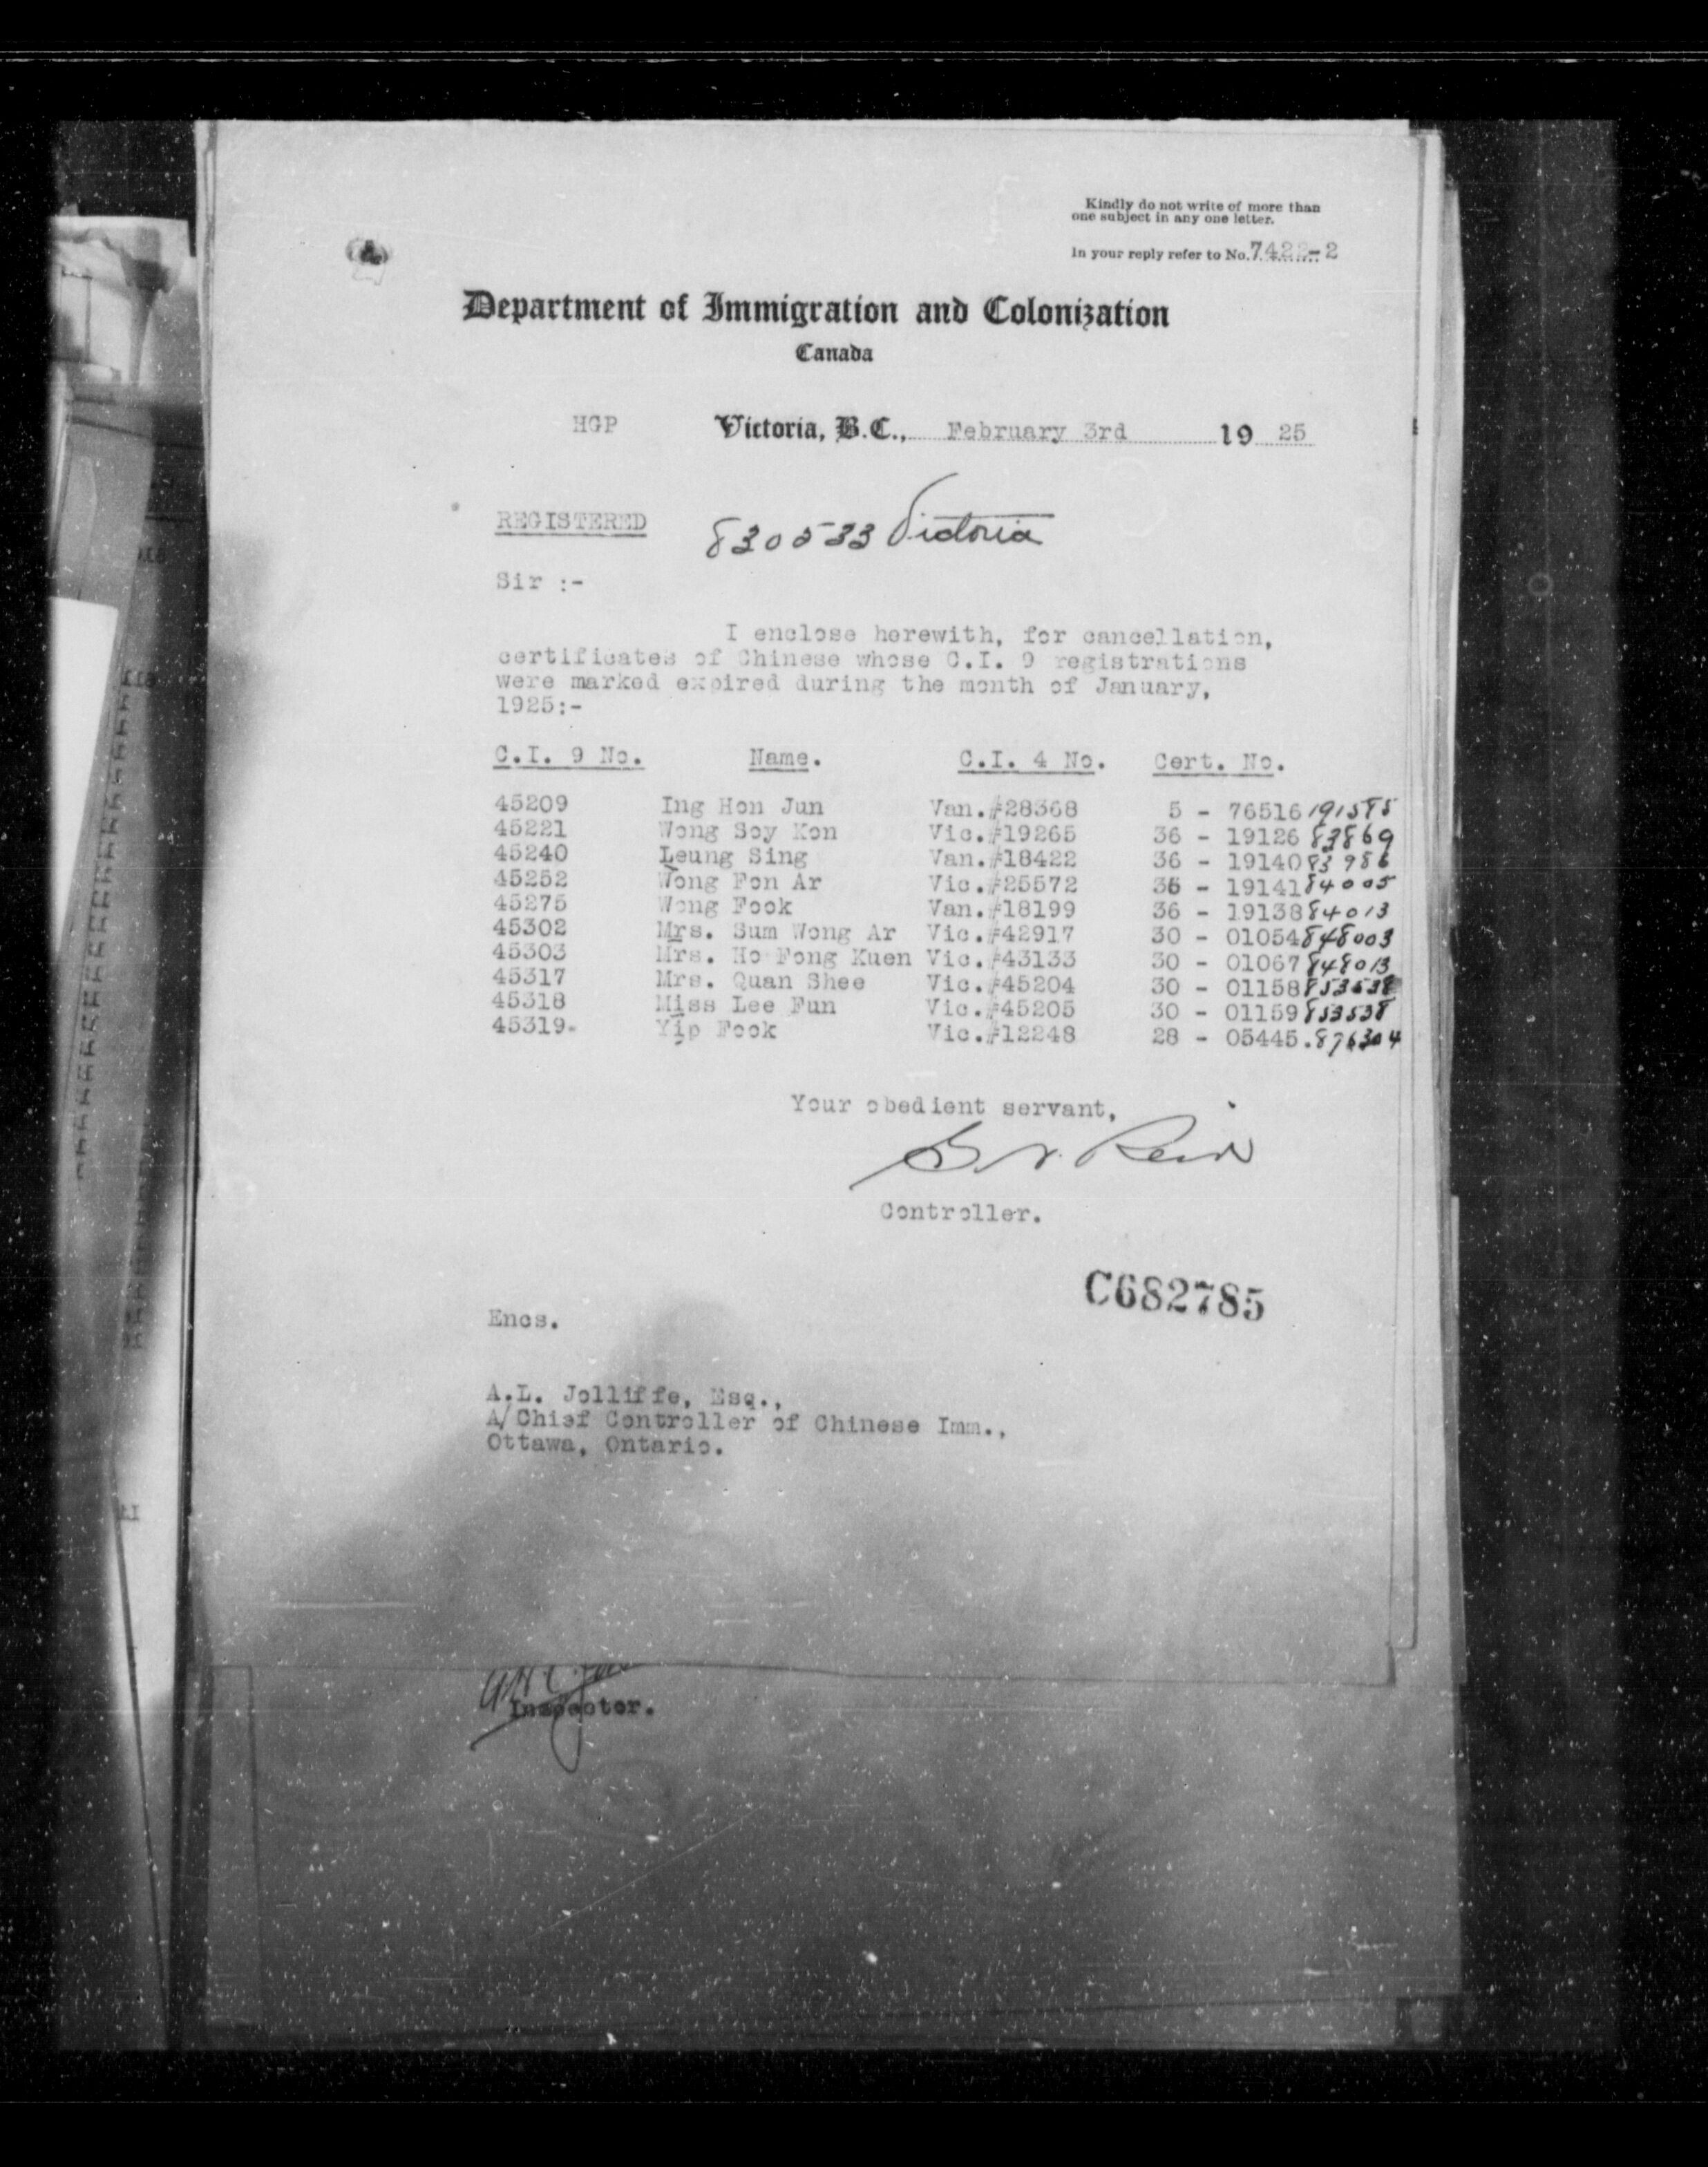 Kindly do not write of more than
one subject in any one letter.
In your reply refer to No. 7422-2
Department of Immigration and Colonization
Canada
HGP Victoria, B.C., February 3rd 19 25
REGISTERED 830533 Victoria
Sir :-
I enclose herewith, for cancellation,
certificates of Chinese whose C.I. 9 registrations
were marked expired during the month of January,
1925:-
C.I. 9 No. Name. C.I. 4 No. Cert. No.
45209 Ing Hon Jun Van.#28368 5 - 76516 191585
45221 Wong Soy Kon Vic.#19265 36 - 19126 83869
45240 Leung Sing Van.#18422 36 - 19140 83986
45252 Wong Fon Ar Vic.#25572 36 - 19141 84005
45275 Wong Fook Van.#18199 36 - 19138 84013
45302 Mrs. Sum Wong Ar Vic.#42917 30 - 01054 848003
45303 Mrs. Ho Fong Kuen Vic.#43133 30 - 01067 848013
45317 Mrs. Quan Shee Vic.#45204 30 - 01158
45318 Miss Lee Fun Vic.#45205 30 - 01159 853538
45319. Yip Fook Vic.#12248 28 - 05445. 876304
Your obedient servant,
Controller.
C682785
Encs.
A.L. Jolliffe, Esq.,
A/Chief Controller of Chinese Imm.,
Ottawa, Ontario.
Inspector.